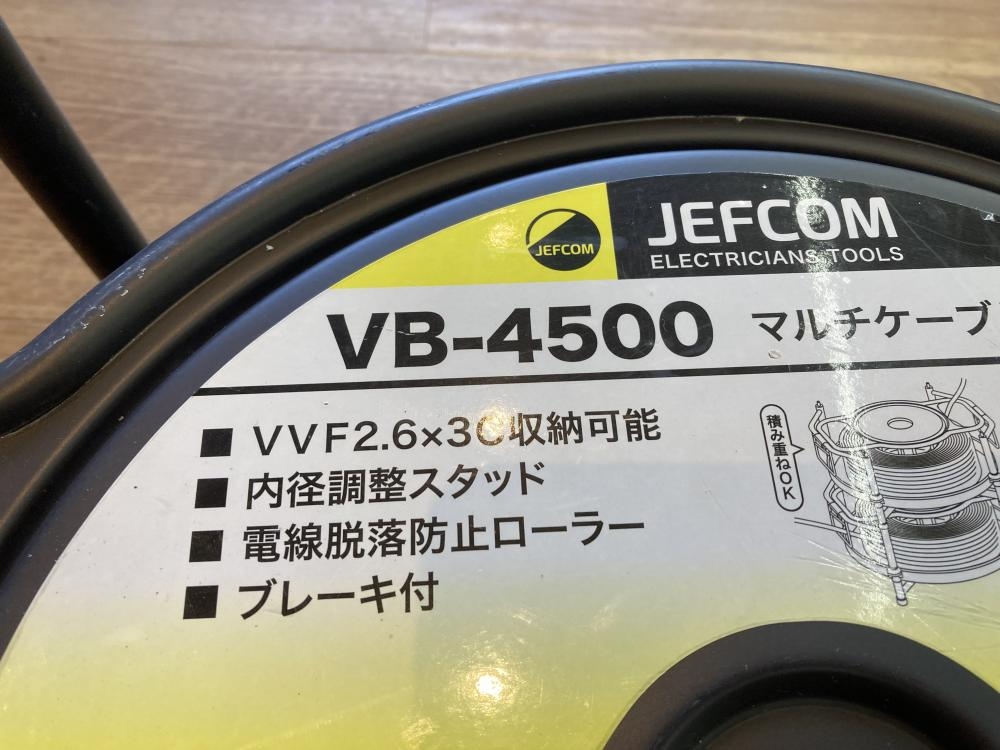 JEFCOM
JEFCOM
ELECTRICIANS TOOLS
VB-4500 マルチケーブ
■ VVF2.6×3C収納可能
■ 内径調整スタッド
■ 電線脱落防止ローラー
■ ブレーキ付
積み重ねOK